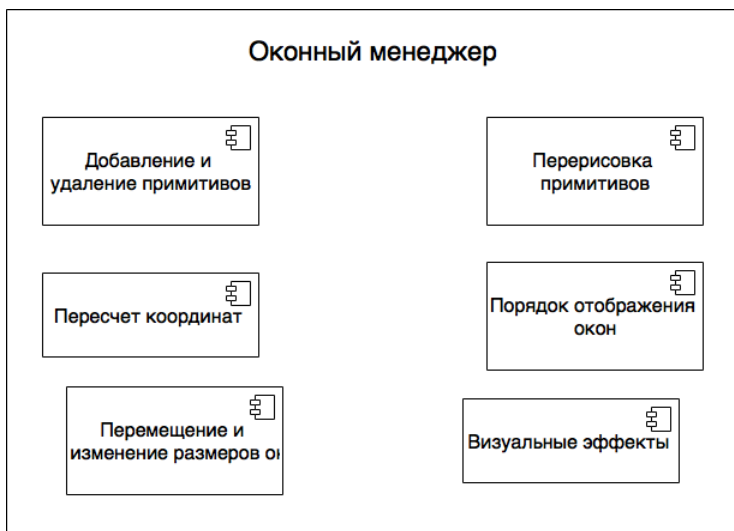 Оконный менеджер
Добавление и
удаление примитивов
Перерисовка
примитивов
Пересчет координат
Порядок отображения
окон
Перемещение и
изменение размеров
Визуальные эффекты